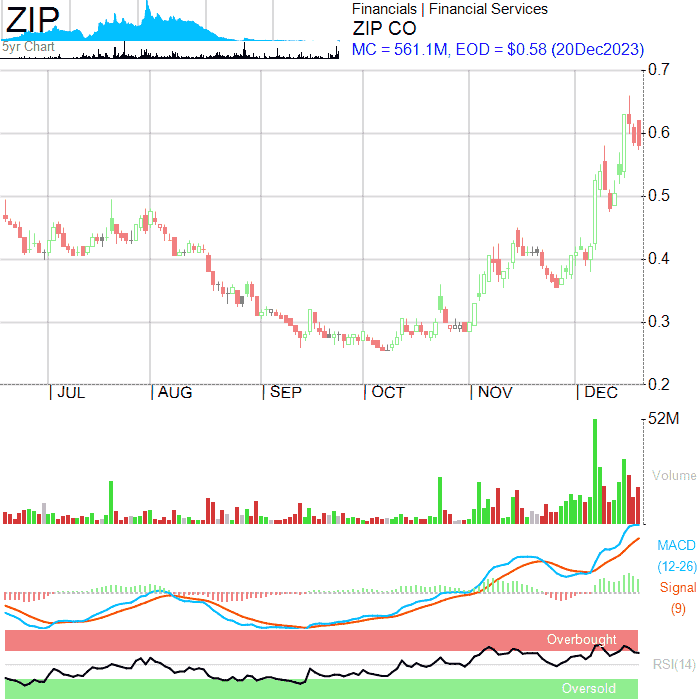 ZIP
5yr Chart
Financials | Financial Services
ZIP CO
MC = 561.1M, EOD = $0.58 (20Dec2023)
0.7
0.6
0.5
0.4
0.3
0.2
JUL AUG SEP OCT NOV DEC
52M
Volume
MACD
(12-26)
Signal
(9)
Overbought
RSI(14)
Oversold